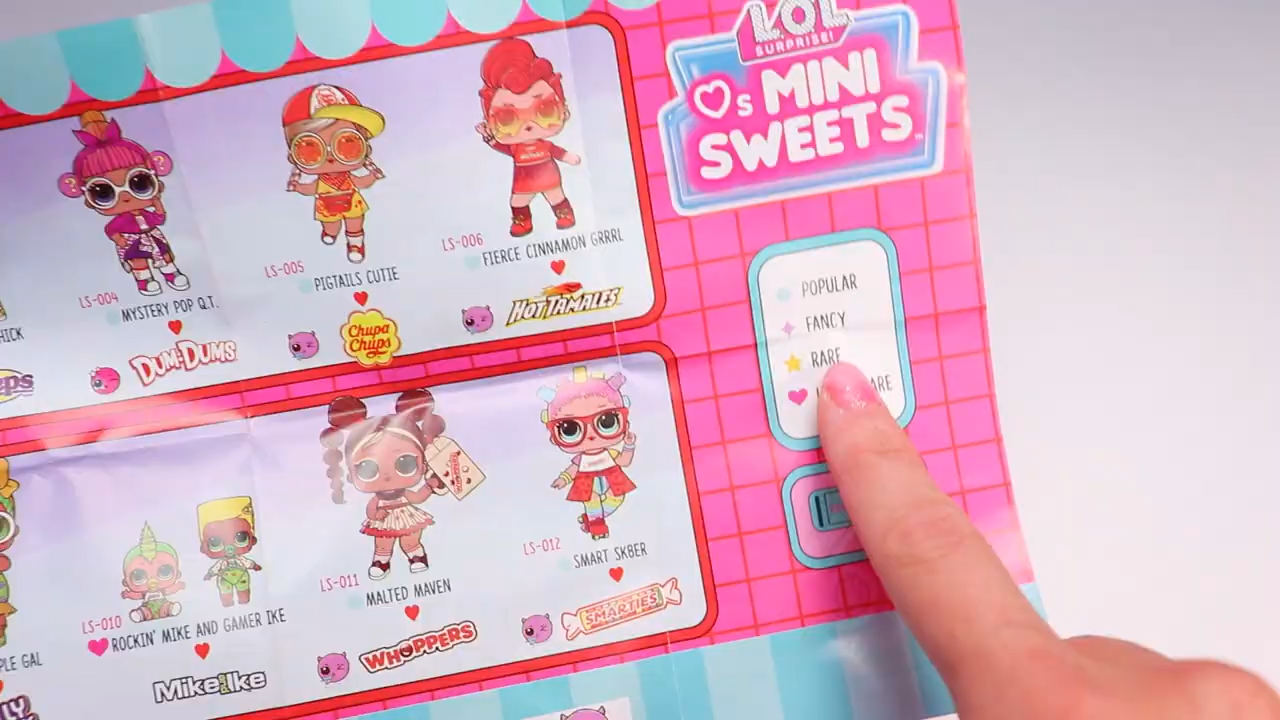 L.O.L.
SURPRISE!
♡s MINI
SWEETS™
POPULAR
FANCY
RARE
LS-004
MYSTERY POP Q.T.
DUM-DUMS
LS-005
PIGTAILS CUTIE
Chupa
Chups
LS-006
FIERCE CINNAMON GRRRL
HOT TAMALES
LS-010
ROCKIN' MIKE AND GAMER IKE
Mike and Ike
LS-011
MALTED MAVEN
WHOPPERS
LS-012
SMART SK8ER
SMARTIES